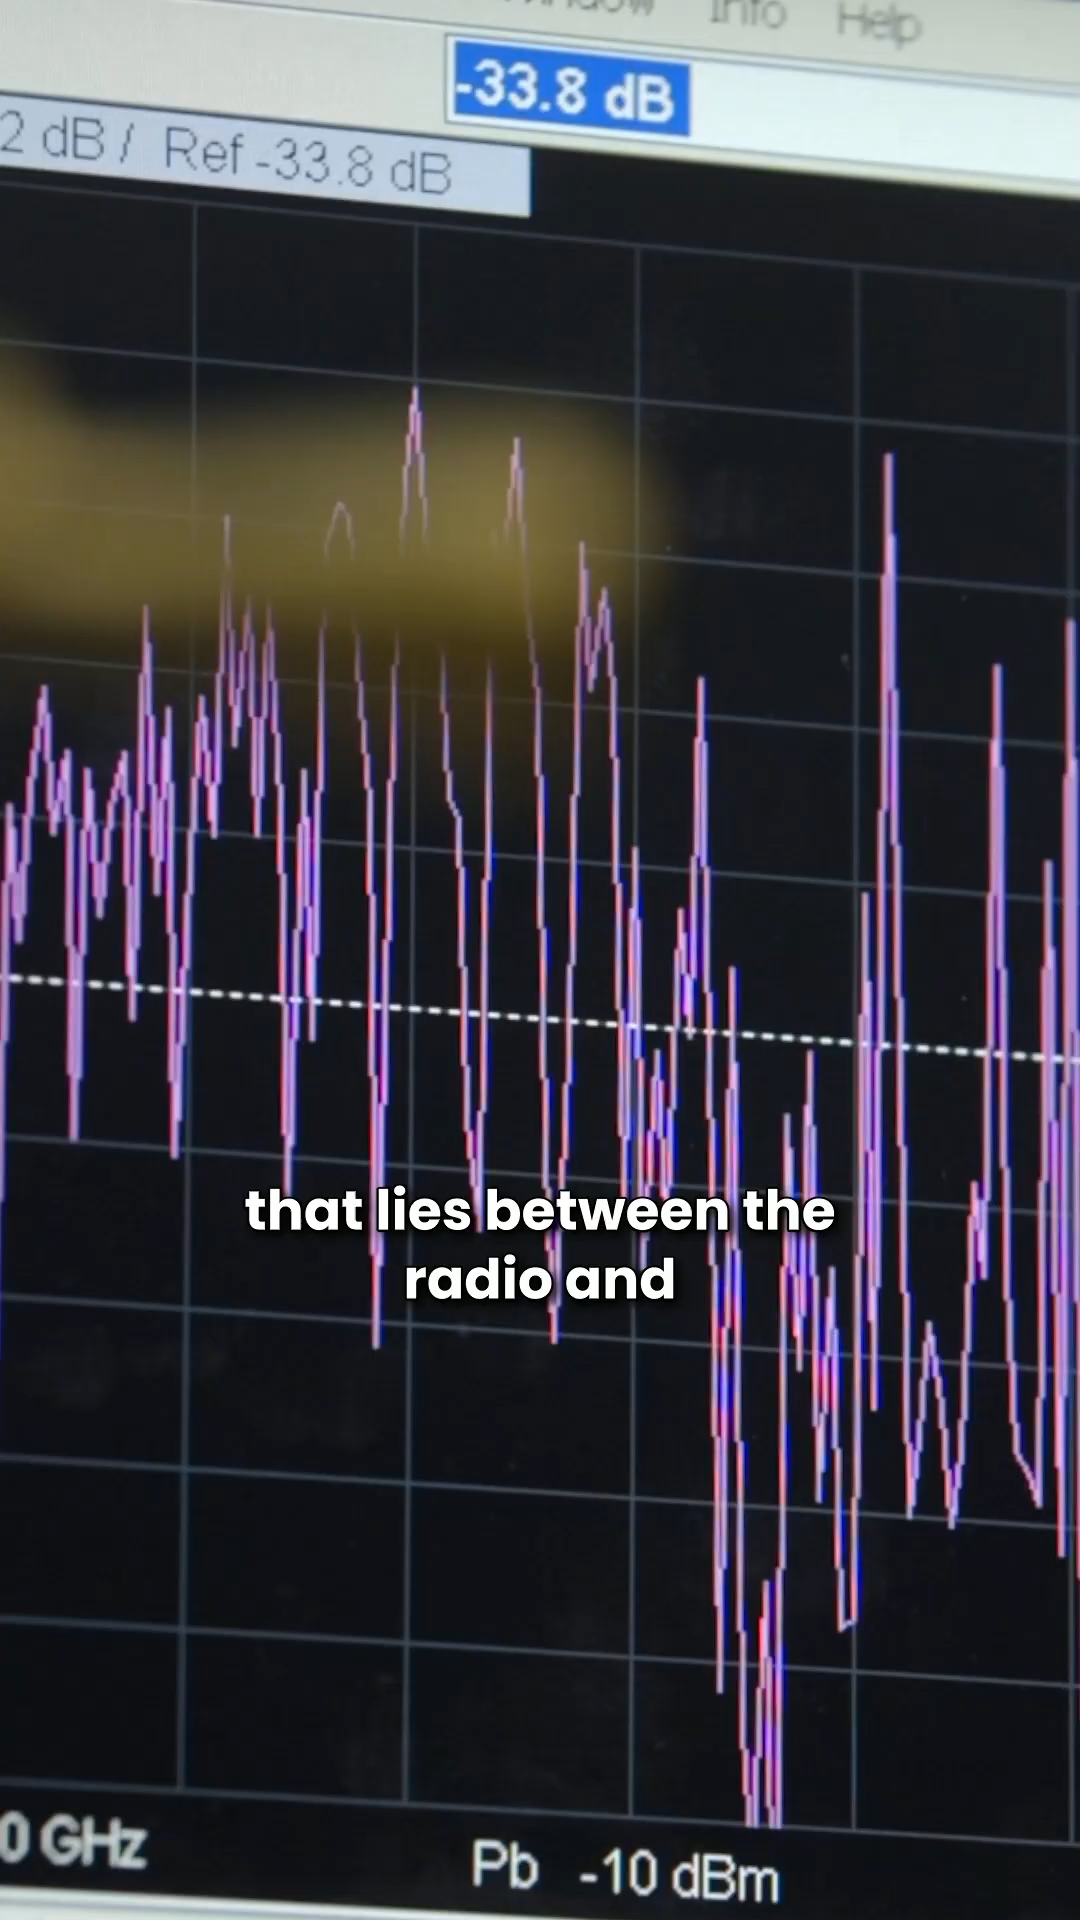 Window Info Help
-33.8 dB
2 dB / Ref -33.8 dB
that lies between the
radio and
0 GHz
Pb -10 dBm